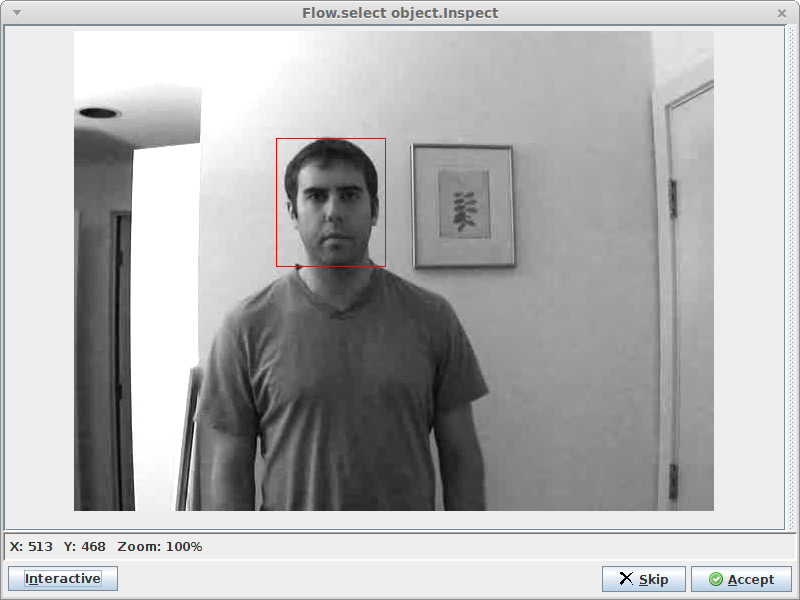 Flow.select object.Inspect
X: 513 Y: 468 Zoom: 100%
Interactive
Skip
Accept